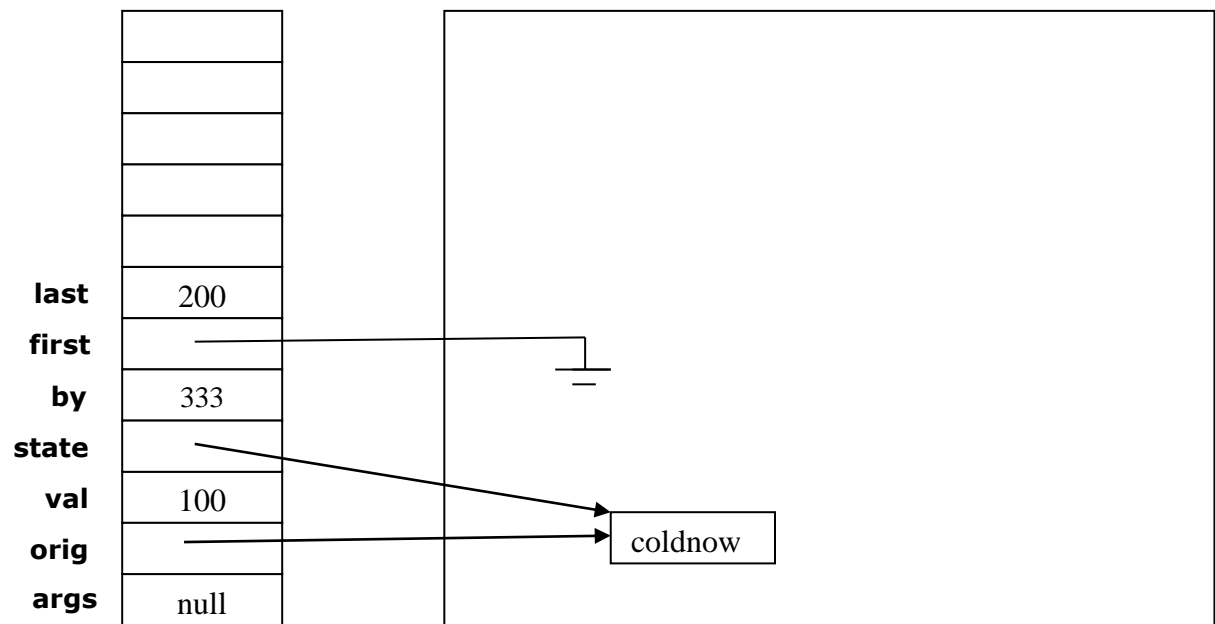 last 200
first
by 333
state
val 100
orig coldnow
args null